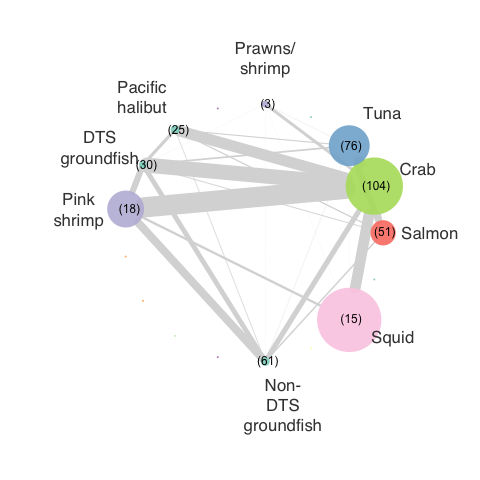 Prawns/
shrimp
(3)
Pacific
halibut
(25)
Tuna
(76)
DTS
groundfish
(30)
Crab
(104)
Pink
shrimp
(18)
Salmon
(51)
Squid
(15)
(61)
Non-
DTS
groundfish